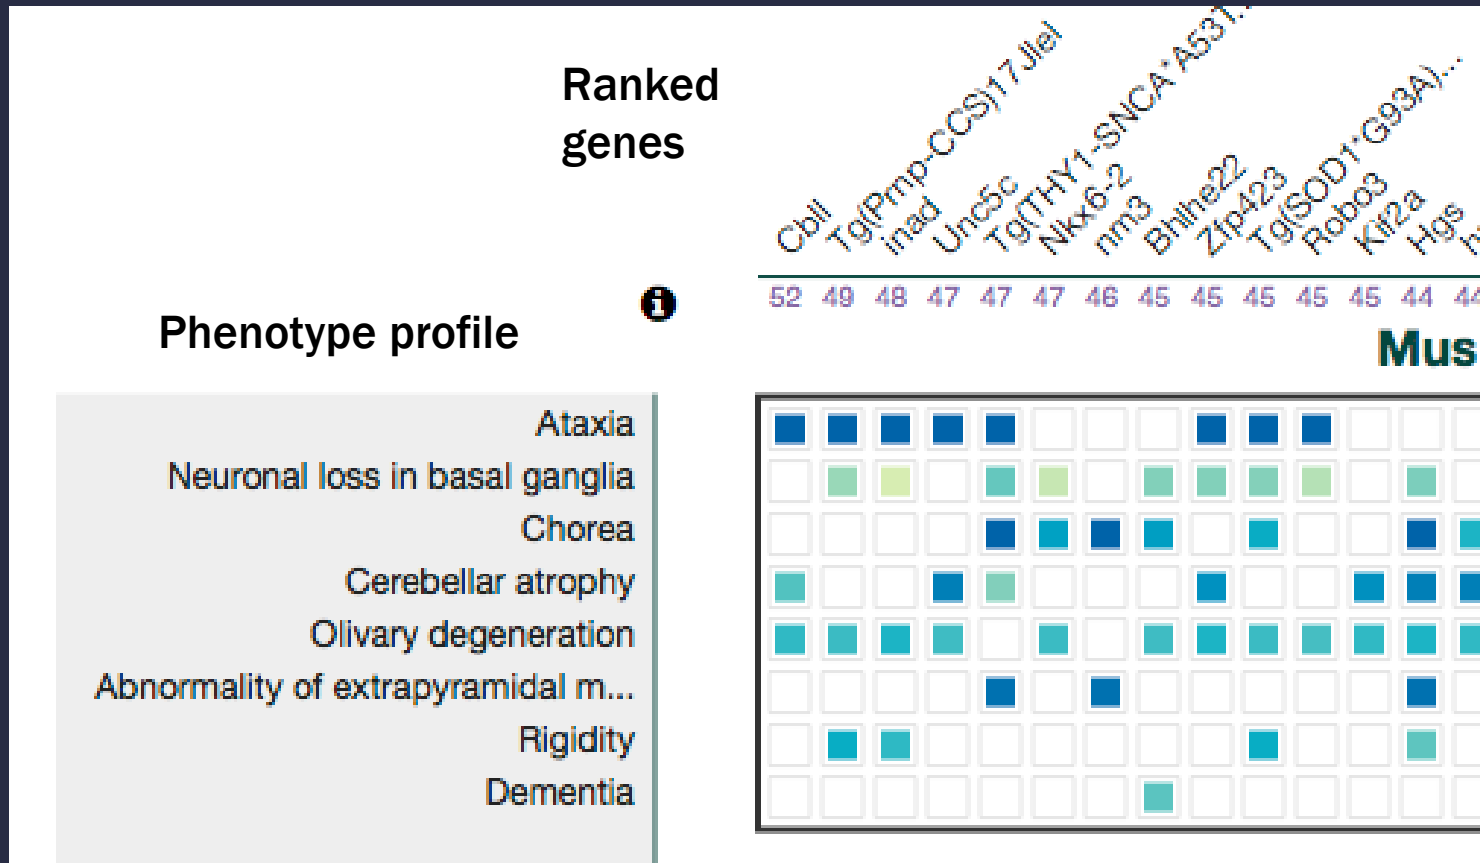 Ranked
genes
Cbll
Tg(Prnp-CCS)17Jlel
inad
Unc5c
Tg(THY1-SNCA*A53T...
Nkx6-2
nm3
Bhlhe22
Zfp423
Tg(SOD1*G93A)...
Robo3
Kif2a
Hgs
52 49 48 47 47 47 46 45 45 45 45 45 44 44
Phenotype profile
Mus
Ataxia
Neuronal loss in basal ganglia
Chorea
Cerebellar atrophy
Olivary degeneration
Abnormality of extrapyramidal m...
Rigidity
Dementia